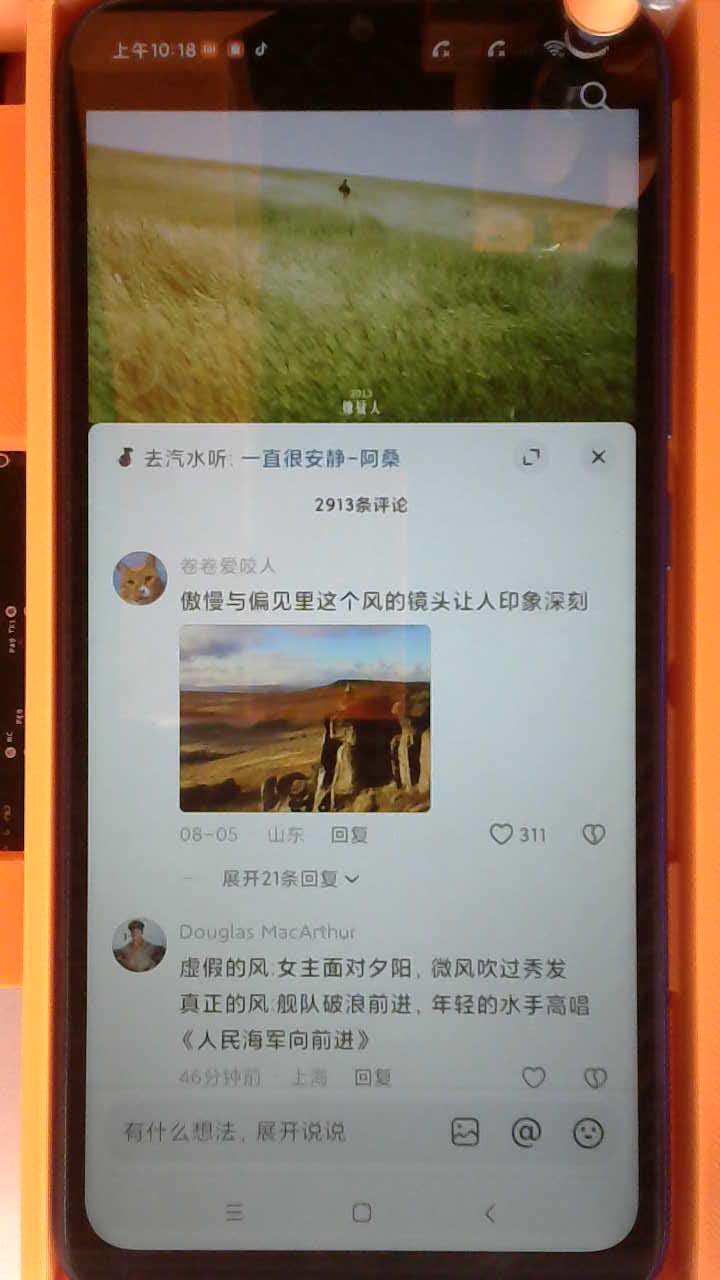 上午10:18
2013
嫌疑人
去汽水听: 一直很安静-阿桑
2913条评论
卷卷爱咬人
傲慢与偏见里这个风的镜头让人印象深刻
08-05 · 山东 回复
311
展开21条回复
Douglas MacArthur
虚假的风:女主面对夕阳，微风吹过秀发
真正的风:舰队破浪前进，年轻的水手高唱
《人民海军向前进》
46分钟前 · 上海 回复
有什么想法，展开说说